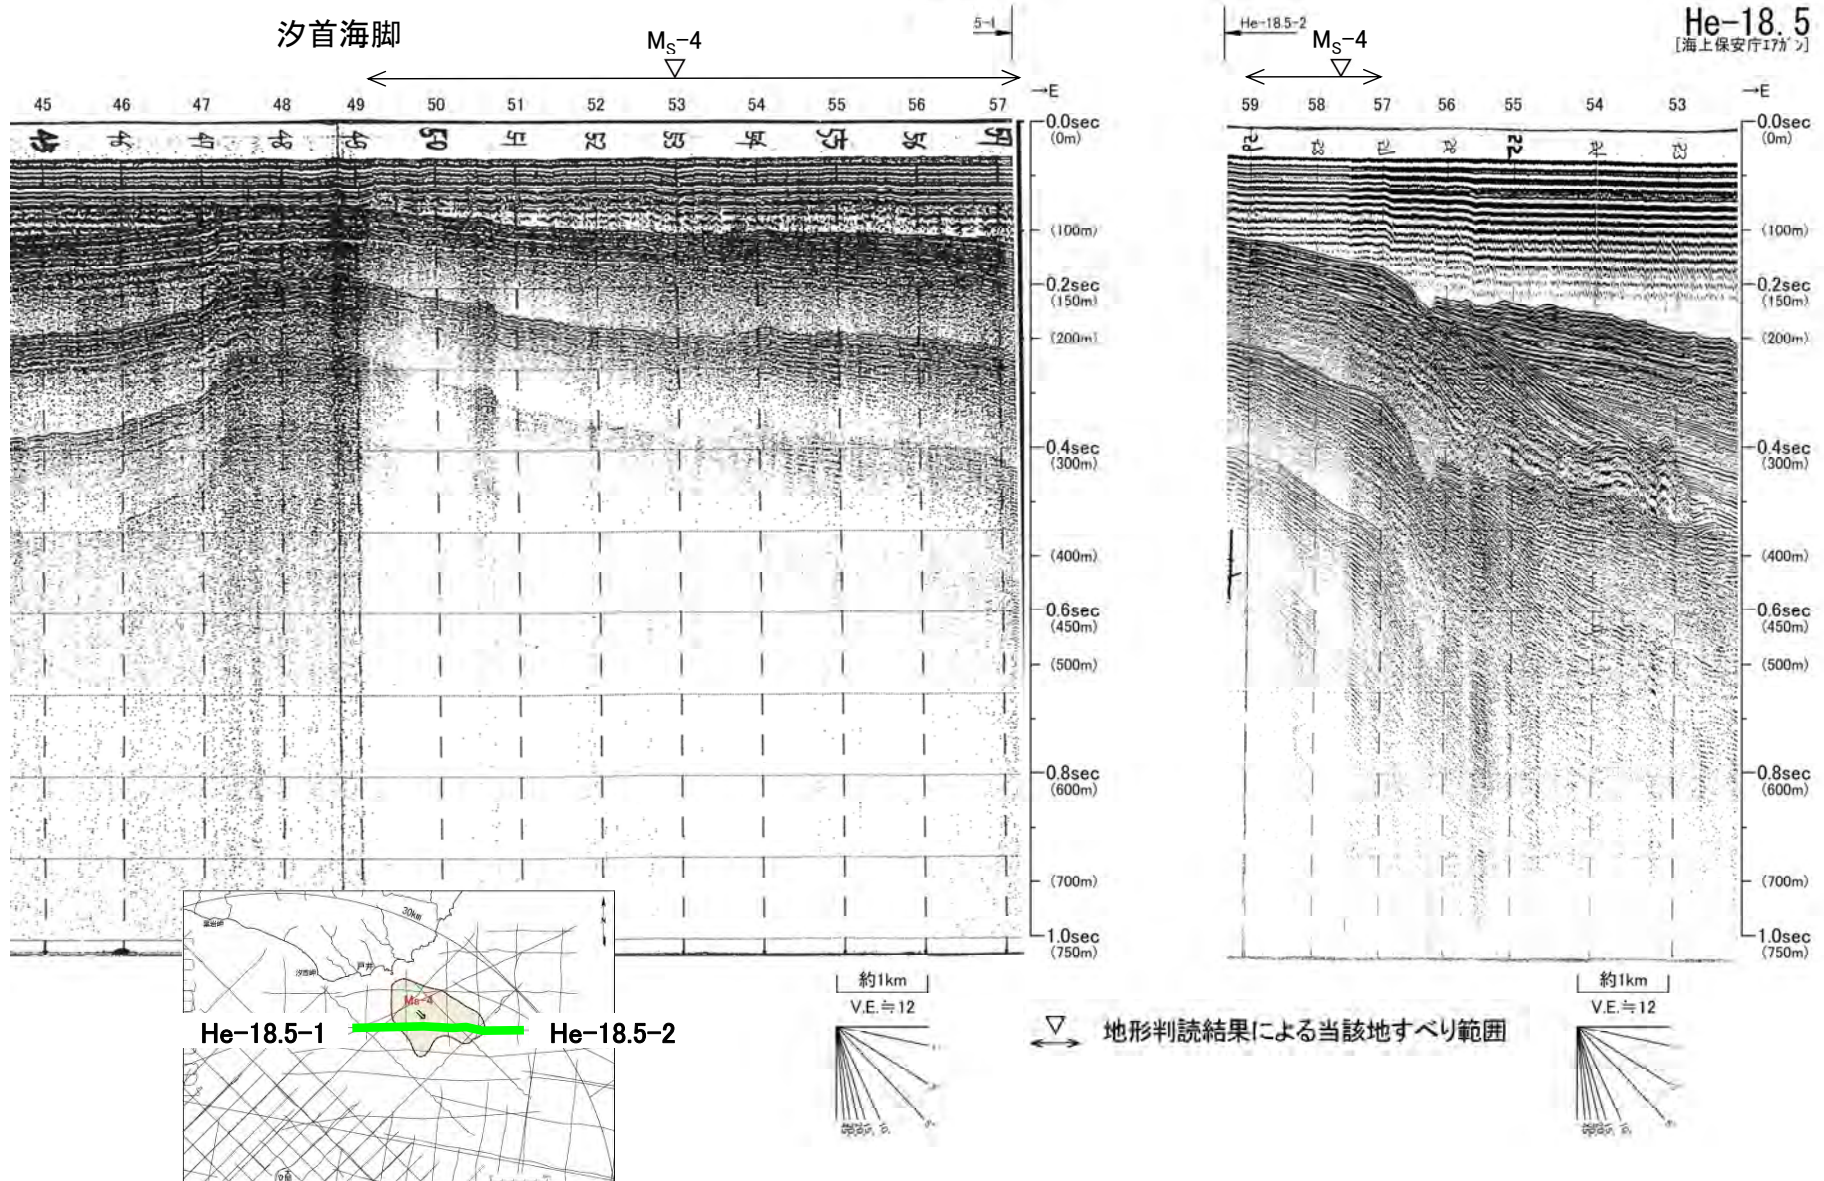 汐首海脚
Ms-4
5-1
He-18.5-2
Ms-4
He-18.5
[海上保安庁エアガン]
45 46 47 48 49 50 51 52 53 54 55 56 57
→E
59 58 57 56 55 54 53
→E
0.0sec
(0m)
(100m)
0.2sec
(150m)
(200m)
0.4sec
(300m)
(400m)
0.6sec
(450m)
(500m)
0.8sec
(600m)
(700m)
1.0sec
(750m)
0.0sec
(0m)
(100m)
0.2sec
(150m)
(200m)
0.4sec
(300m)
(400m)
0.6sec
(450m)
(500m)
0.8sec
(600m)
(700m)
1.0sec
(750m)
30km
N
汐首岬
戸井
Ms-4
He-18.5-1
He-18.5-2
約1km
V.E.≒12
約1km
V.E.≒12
地形判読結果による当該地すべり範囲